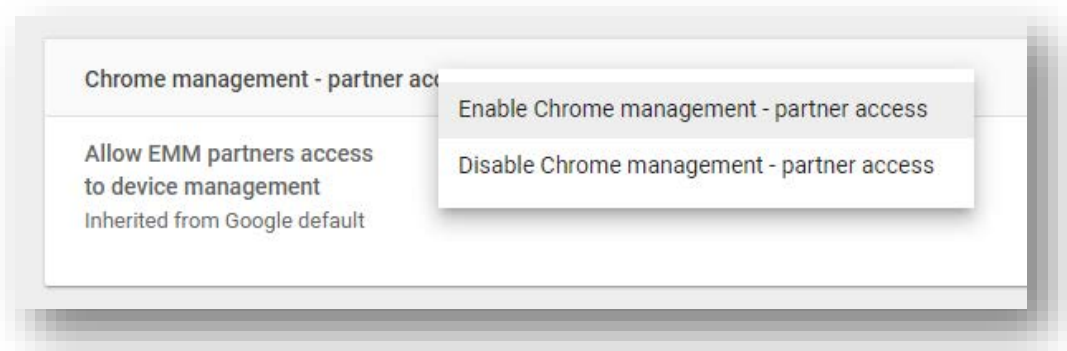 Chrome management - partner
Enable Chrome management - partner access
Allow EMM partners access
Disable Chrome management - partner access
to device management
Inherited from Google default